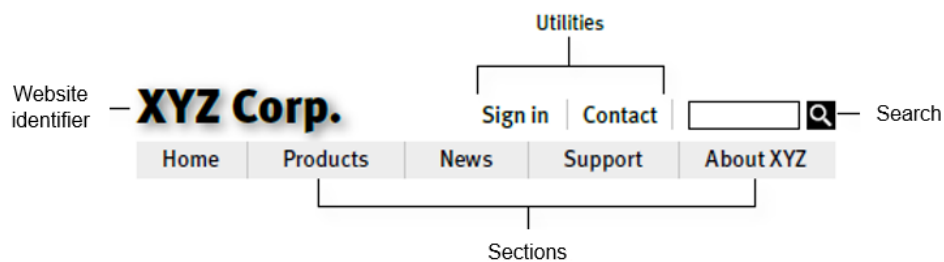 Utilities
Website
identifier
XYZ Corp.
Sign in Contact
Search
Home Products News Support About XYZ
Sections